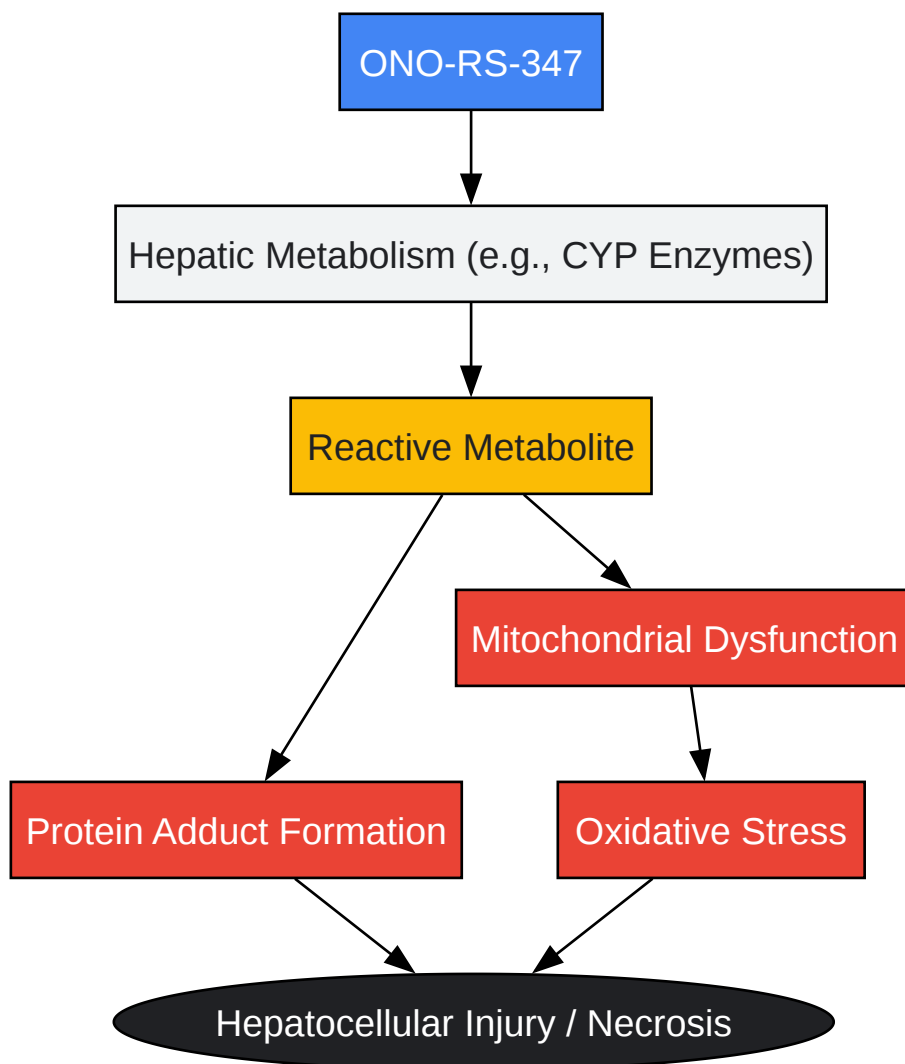 ONO-RS-347
Hepatic Metabolism (e.g., CYP Enzymes)
Reactive Metabolite
Mitochondrial Dysfunction
Protein Adduct Formation
Oxidative Stress
Hepatocellular Injury / Necrosis